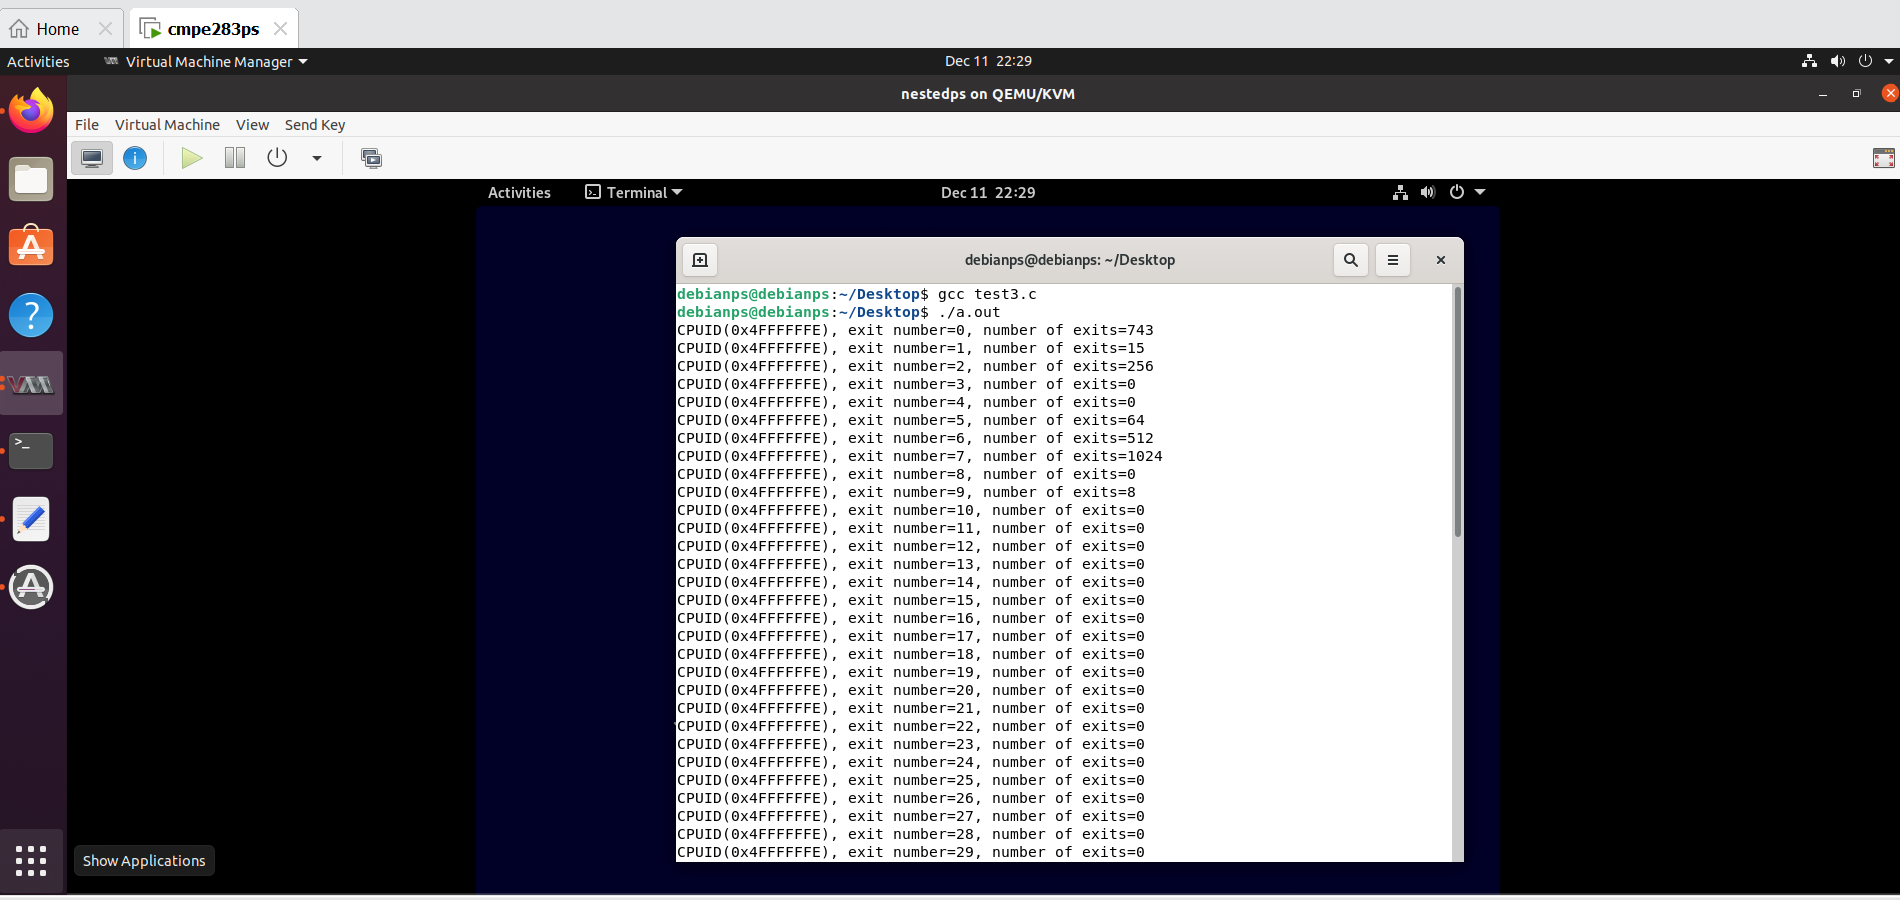 Home
cmpe283ps
Activities
Virtual Machine Manager
Dec 11 22:29
nestedps on QEMU/KVM
File Virtual Machine View Send Key
Activities
Terminal
Dec 11 22:29
debianps@debianps: ~/Desktop
debianps@debianps:~/Desktop$ gcc test3.c
debianps@debianps:~/Desktop$ ./a.out
CPUID(0x4FFFFFFE), exit number=0, number of exits=743
CPUID(0x4FFFFFFE), exit number=1, number of exits=15
CPUID(0x4FFFFFFE), exit number=2, number of exits=256
CPUID(0x4FFFFFFE), exit number=3, number of exits=0
CPUID(0x4FFFFFFE), exit number=4, number of exits=0
CPUID(0x4FFFFFFE), exit number=5, number of exits=64
CPUID(0x4FFFFFFE), exit number=6, number of exits=512
CPUID(0x4FFFFFFE), exit number=7, number of exits=1024
CPUID(0x4FFFFFFE), exit number=8, number of exits=0
CPUID(0x4FFFFFFE), exit number=9, number of exits=8
CPUID(0x4FFFFFFE), exit number=10, number of exits=0
CPUID(0x4FFFFFFE), exit number=11, number of exits=0
CPUID(0x4FFFFFFE), exit number=12, number of exits=0
CPUID(0x4FFFFFFE), exit number=13, number of exits=0
CPUID(0x4FFFFFFE), exit number=14, number of exits=0
CPUID(0x4FFFFFFE), exit number=15, number of exits=0
CPUID(0x4FFFFFFE), exit number=16, number of exits=0
CPUID(0x4FFFFFFE), exit number=17, number of exits=0
CPUID(0x4FFFFFFE), exit number=18, number of exits=0
CPUID(0x4FFFFFFE), exit number=19, number of exits=0
CPUID(0x4FFFFFFE), exit number=20, number of exits=0
CPUID(0x4FFFFFFE), exit number=21, number of exits=0
CPUID(0x4FFFFFFE), exit number=22, number of exits=0
CPUID(0x4FFFFFFE), exit number=23, number of exits=0
CPUID(0x4FFFFFFE), exit number=24, number of exits=0
CPUID(0x4FFFFFFE), exit number=25, number of exits=0
CPUID(0x4FFFFFFE), exit number=26, number of exits=0
CPUID(0x4FFFFFFE), exit number=27, number of exits=0
CPUID(0x4FFFFFFE), exit number=28, number of exits=0
CPUID(0x4FFFFFFE), exit number=29, number of exits=0
Show Applications